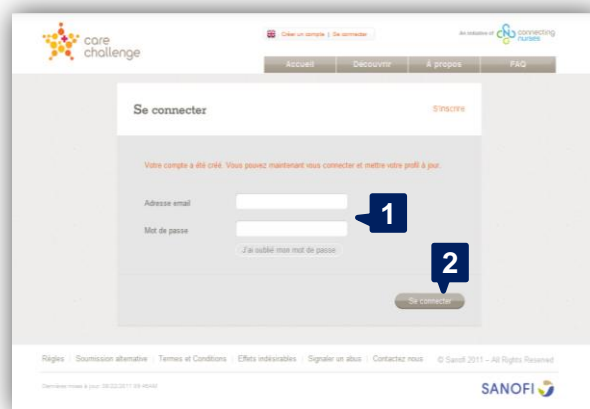 care
challenge
Créer un compte | Se connecter
An initiative of connecting
nurses
Accueil Découvrir À propos FAQ
Se connecter
S'inscrire
Votre compte a été créé. Vous pouvez maintenant vous connecter et mettre votre profil à jour.
Adresse email
1
Mot de passe
J'ai oublié mon mot de passe
2
Se connecter
Règles | Soumission alternative | Termes et Conditions | Effets indésirables | Signaler un abus | Contactez nous © Sanofi 2011 – All Rights Reserved
SANOFI